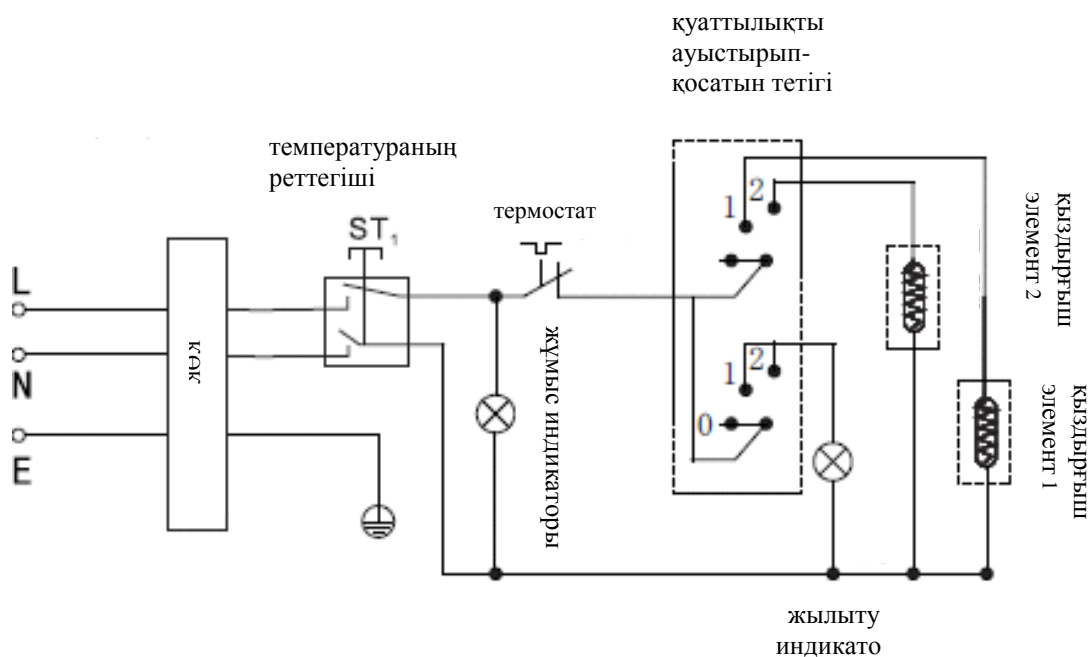 қуаттылықты
ауыстырып-
қосатын тетігі
температураның
реттегіші
термостат
ST₁
1
2
қыздырғыш
элемент 2
L
N
E
КӨЖ
жұмыс индикаторы
1
2
0
қыздырғыш
элемент 1
жылыту
индикато